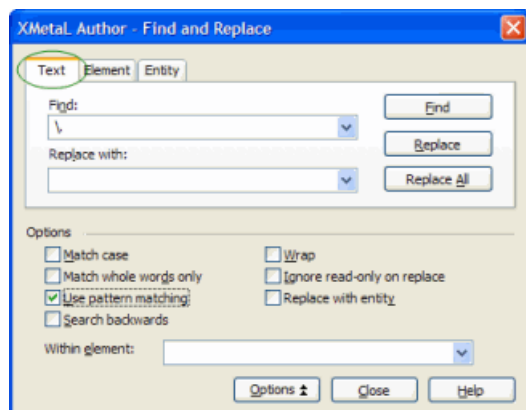 XMetaL Author - Find and Replace
Text Element Entity
Find:
\.
Find
Replace with:
Replace
Replace All
Options
Match case
Wrap
Match whole words only
Ignore read-only on replace
Use pattern matching
Replace with entity
Search backwards
Within element:
Options Close Help